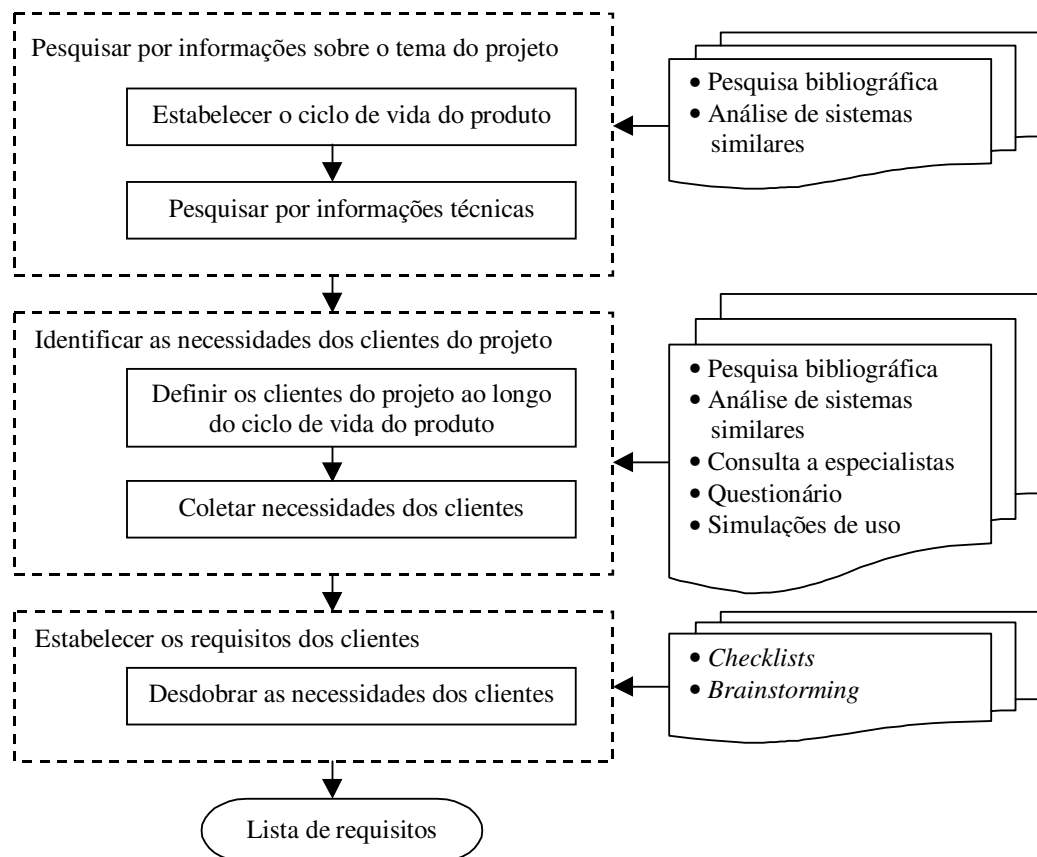 Pesquisar por informações sobre o tema do projeto
Estabelecer o ciclo de vida do produto
Pesquisar por informações técnicas
• Pesquisa bibliográfica
• Análise de sistemas
similares
Identificar as necessidades dos clientes do projeto
Definir os clientes do projeto ao longo
do ciclo de vida do produto
Coletar necessidades dos clientes
• Pesquisa bibliográfica
• Análise de sistemas
similares
• Consulta a especialistas
• Questionário
• Simulações de uso
Estabelecer os requisitos dos clientes
Desdobrar as necessidades dos clientes
• Checklists
• Brainstorming
Lista de requisitos